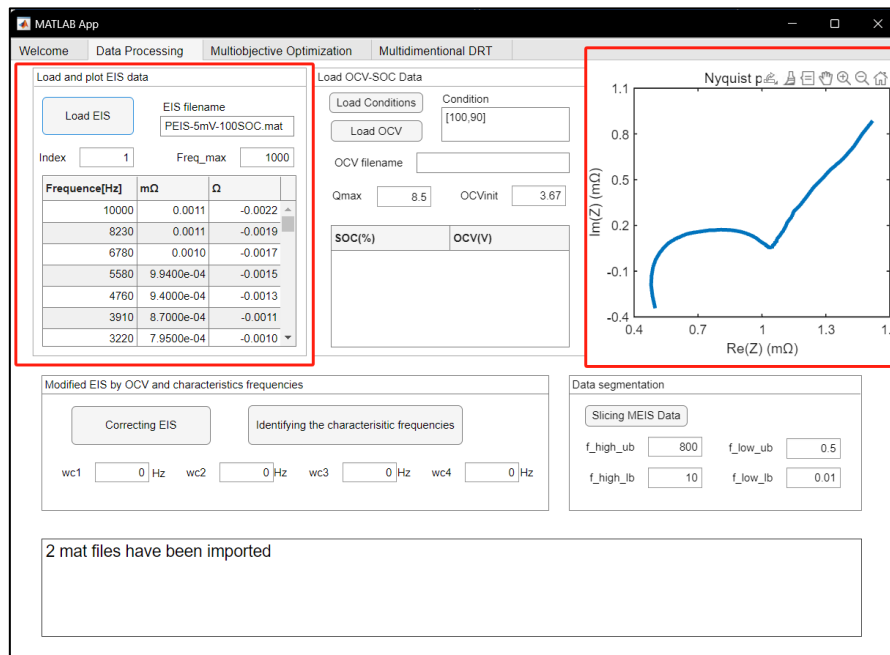 MATLAB App
Welcome Data Processing Multiobjective Optimization Multidimentional DRT
Load and plot EIS data
Load EIS
EIS filename
PEIS-5mV-100SOC.mat
Index 1 Freq_max 1000
Frequence[Hz] mΩ Ω
10000 0.0011 -0.0022
8230 0.0011 -0.0019
6780 0.0010 -0.0017
5580 9.9400e-04 -0.0015
4760 9.4000e-04 -0.0013
3910 8.7000e-04 -0.0011
3220 7.9500e-04 -0.0010
Load OCV-SOC Data
Load Conditions
Load OCV
Condition
[100,90]
OCV filename
Qmax 8.5 OCVinit 3.67
SOC(%) OCV(V)
Nyquist p
1.1
0.8
0.5
0.2
-0.1
-0.4
Im(Z) (mΩ)
0.4 0.7 1 1.3 1.
Re(Z) (mΩ)
Modified EIS by OCV and characteristics frequencies
Correcting EIS
Identifying the characterisitic frequencies
wc1 0 Hz wc2 0 Hz wc3 0 Hz wc4 0 Hz
Data segmentation
Slicing MEIS Data
f_high_ub 800 f_low_ub 0.5
f_high_lb 10 f_low_lb 0.01
2 mat files have been imported